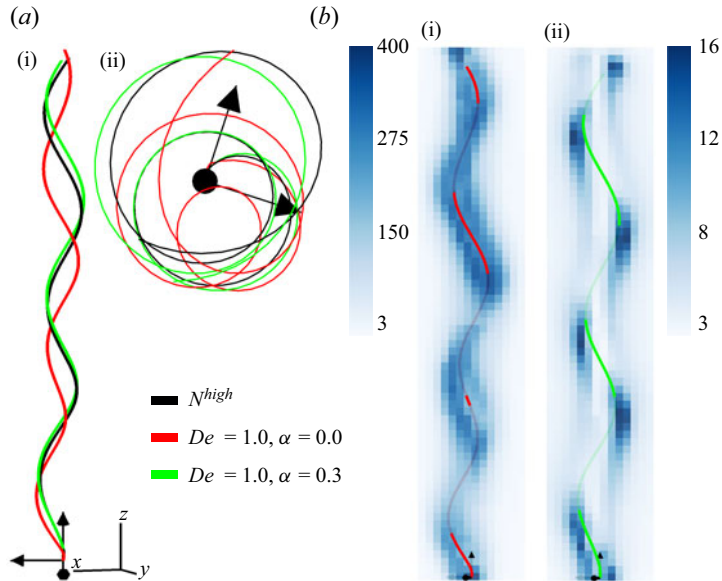 (a)
(i)
(ii)
N^high
De = 1.0, α = 0.0
De = 1.0, α = 0.3
z
x
y
(b)
(i)
(ii)
400
275
150
3
16
12
8
3